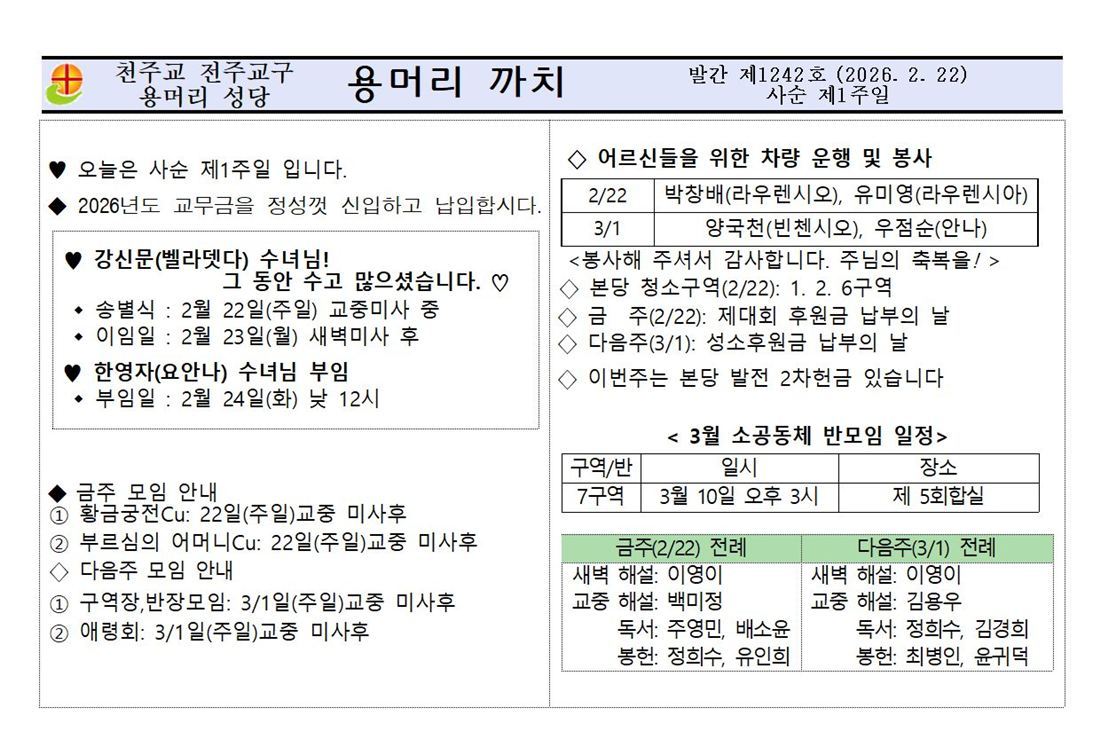 천주교 전주교구
용머리 성당
용머리 까치
발간 제1242호 (2026. 2. 22)
사순 제1주일
♥ 오늘은 사순 제1주일 입니다.
◆ 2026년도 교무금을 정성껏 신입하고 납입합시다.
♥ 강신문(벨라뎃다) 수녀님!
그 동안 수고 많으셨습니다. ♡
◆ 송별식 : 2월 22일(주일) 교중미사 중
◆ 이임일 : 2월 23일(월) 새벽미사 후
♥ 한영자(요안나) 수녀님 부임
◆ 부임일 : 2월 24일(화) 낮 12시
◆ 금주 모임 안내
① 황금궁전Cu: 22일(주일)교중 미사후
② 부르심의 어머니Cu: 22일(주일)교중 미사후
◇ 다음주 모임 안내
① 구역장,반장모임: 3/1일(주일)교중 미사후
② 애령회: 3/1일(주일)교중 미사후
◇ 어르신들을 위한 차량 운행 및 봉사
2/22 박창배(라우렌시오), 유미영(라우렌시아)
3/1 양국천(빈첸시오), 우점순(안나)
<봉사해 주셔서 감사합니다. 주님의 축복을! >
◇ 본당 청소구역(2/22): 1. 2. 6구역
◇ 금 주(2/22): 제대회 후원금 납부의 날
◇ 다음주(3/1): 성소후원금 납부의 날
◇ 이번주는 본당 발전 2차헌금 있습니다
< 3월 소공동체 반모임 일정>
구역/반 일시 장소
7구역 3월 10일 오후 3시 제 5회합실
금주(2/22) 전례 다음주(3/1) 전례
새벽 해설: 이영이 새벽 해설: 이영이
교중 해설: 백미정 교중 해설: 김용우
독서: 주영민, 배소윤 독서: 정희수, 김경희
봉헌: 정희수, 유인희 봉헌: 최병인, 윤귀덕